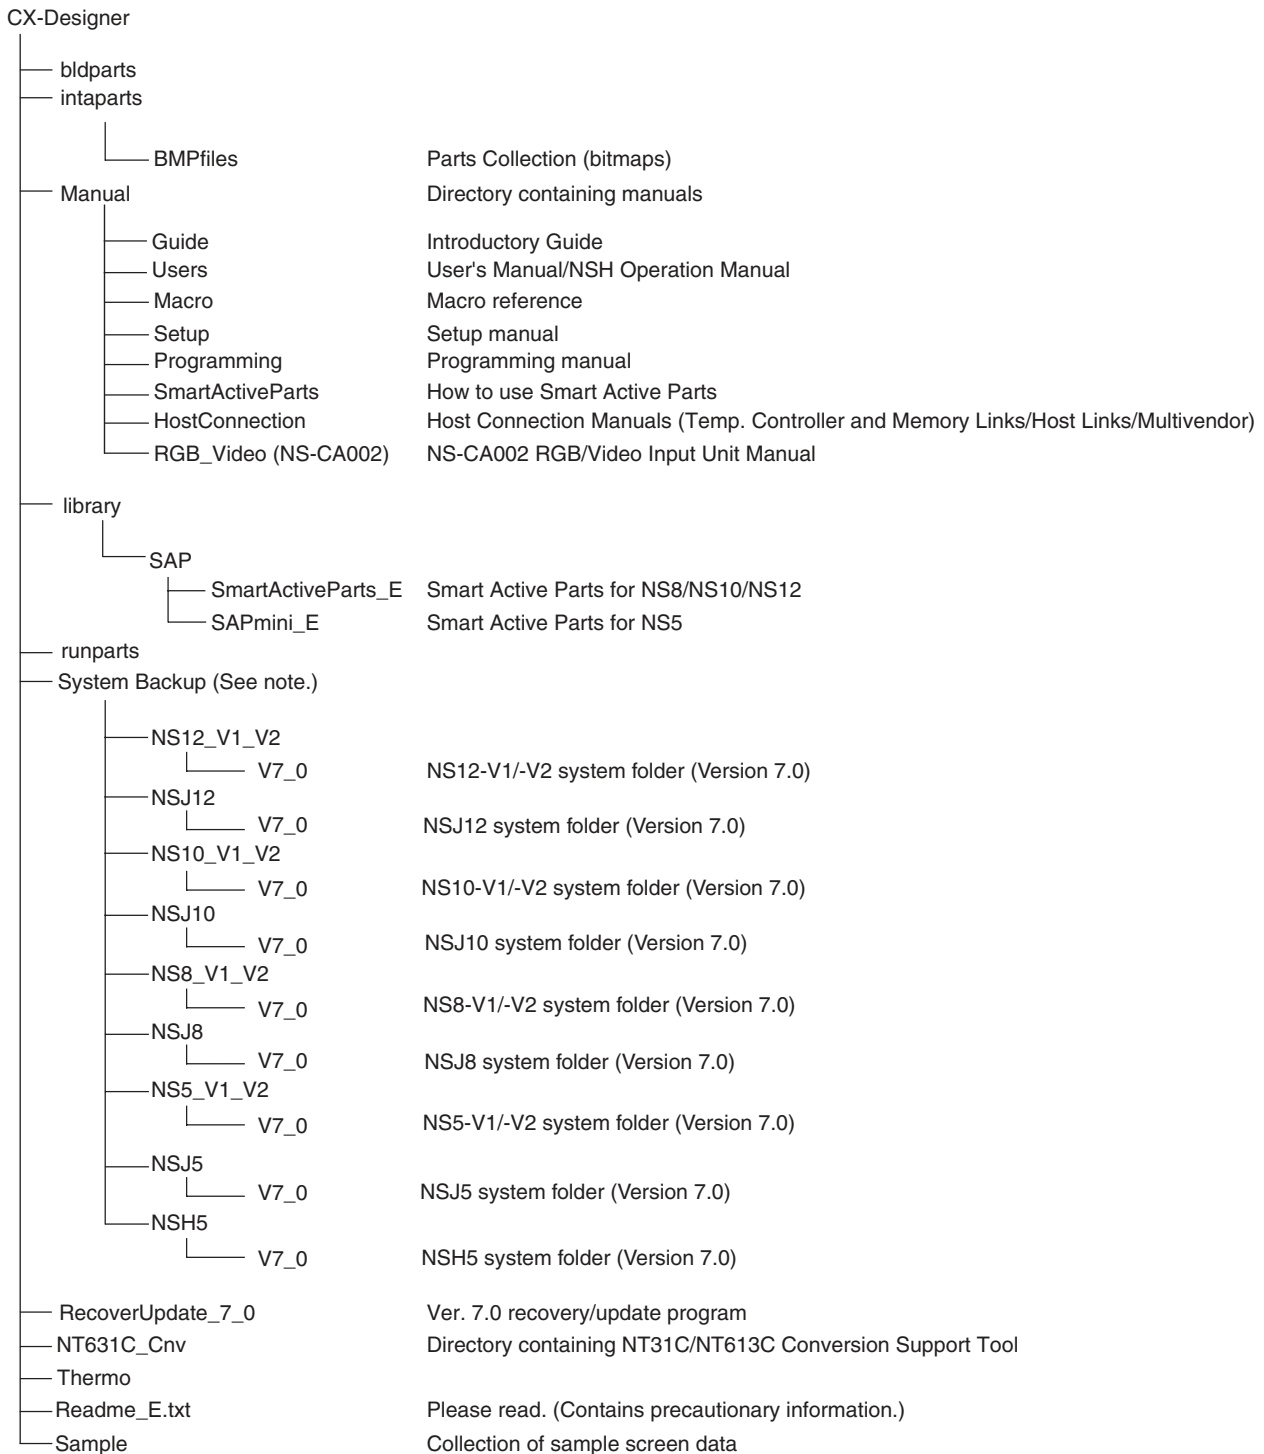 CX-Designer
bldparts
intaparts
BMPfiles Parts Collection (bitmaps)
Manual Directory containing manuals
Guide Introductory Guide
Users User's Manual/NSH Operation Manual
Macro Macro reference
Setup Setup manual
Programming Programming manual
SmartActiveParts How to use Smart Active Parts
HostConnection Host Connection Manuals (Temp. Controller and Memory Links/Host Links/Multivendor)
RGB_Video (NS-CA002) NS-CA002 RGB/Video Input Unit Manual
library
SAP
SmartActiveParts_E Smart Active Parts for NS8/NS10/NS12
SAPmini_E Smart Active Parts for NS5
runparts
System Backup (See note.)
NS12_V1_V2
V7_0 NS12-V1/-V2 system folder (Version 7.0)
NSJ12
V7_0 NSJ12 system folder (Version 7.0)
NS10_V1_V2
V7_0 NS10-V1/-V2 system folder (Version 7.0)
NSJ10
V7_0 NSJ10 system folder (Version 7.0)
NS8_V1_V2
V7_0 NS8-V1/-V2 system folder (Version 7.0)
NSJ8
V7_0 NSJ8 system folder (Version 7.0)
NS5_V1_V2
V7_0 NS5-V1/-V2 system folder (Version 7.0)
NSJ5
V7_0 NSJ5 system folder (Version 7.0)
NSH5
V7_0 NSH5 system folder (Version 7.0)
RecoverUpdate_7_0 Ver. 7.0 recovery/update program
NT631C_Cnv Directory containing NT31C/NT613C Conversion Support Tool
Thermo
Readme_E.txt Please read. (Contains precautionary information.)
Sample Collection of sample screen data